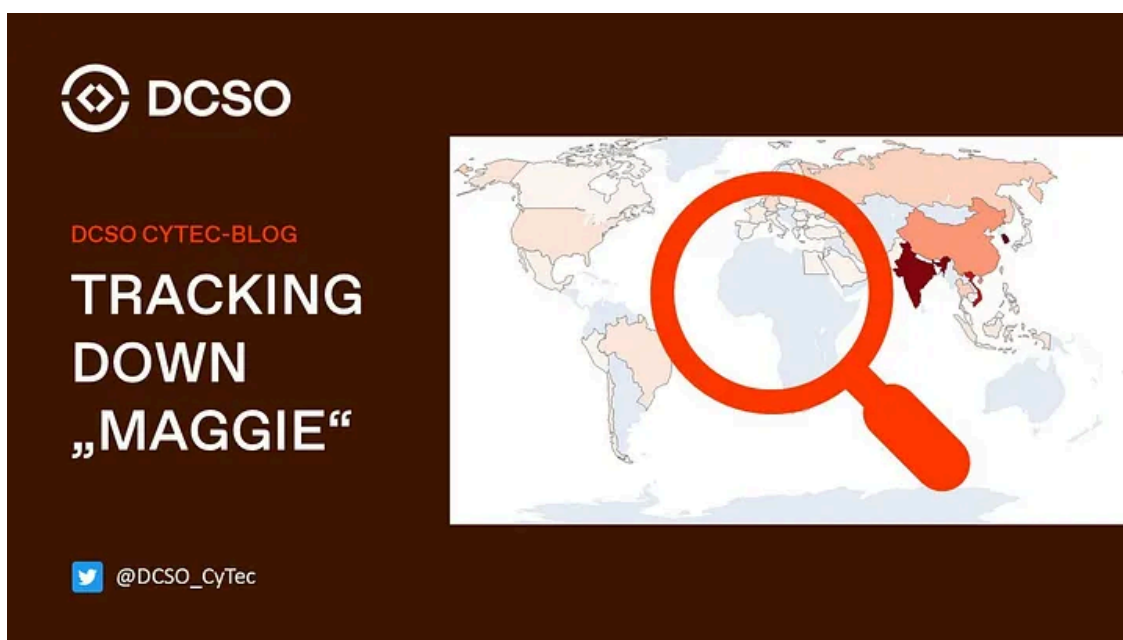 DCSO
DCSO CYTEC-BLOG
TRACKING
DOWN
„MAGGIE“
@DCSO_CyTec